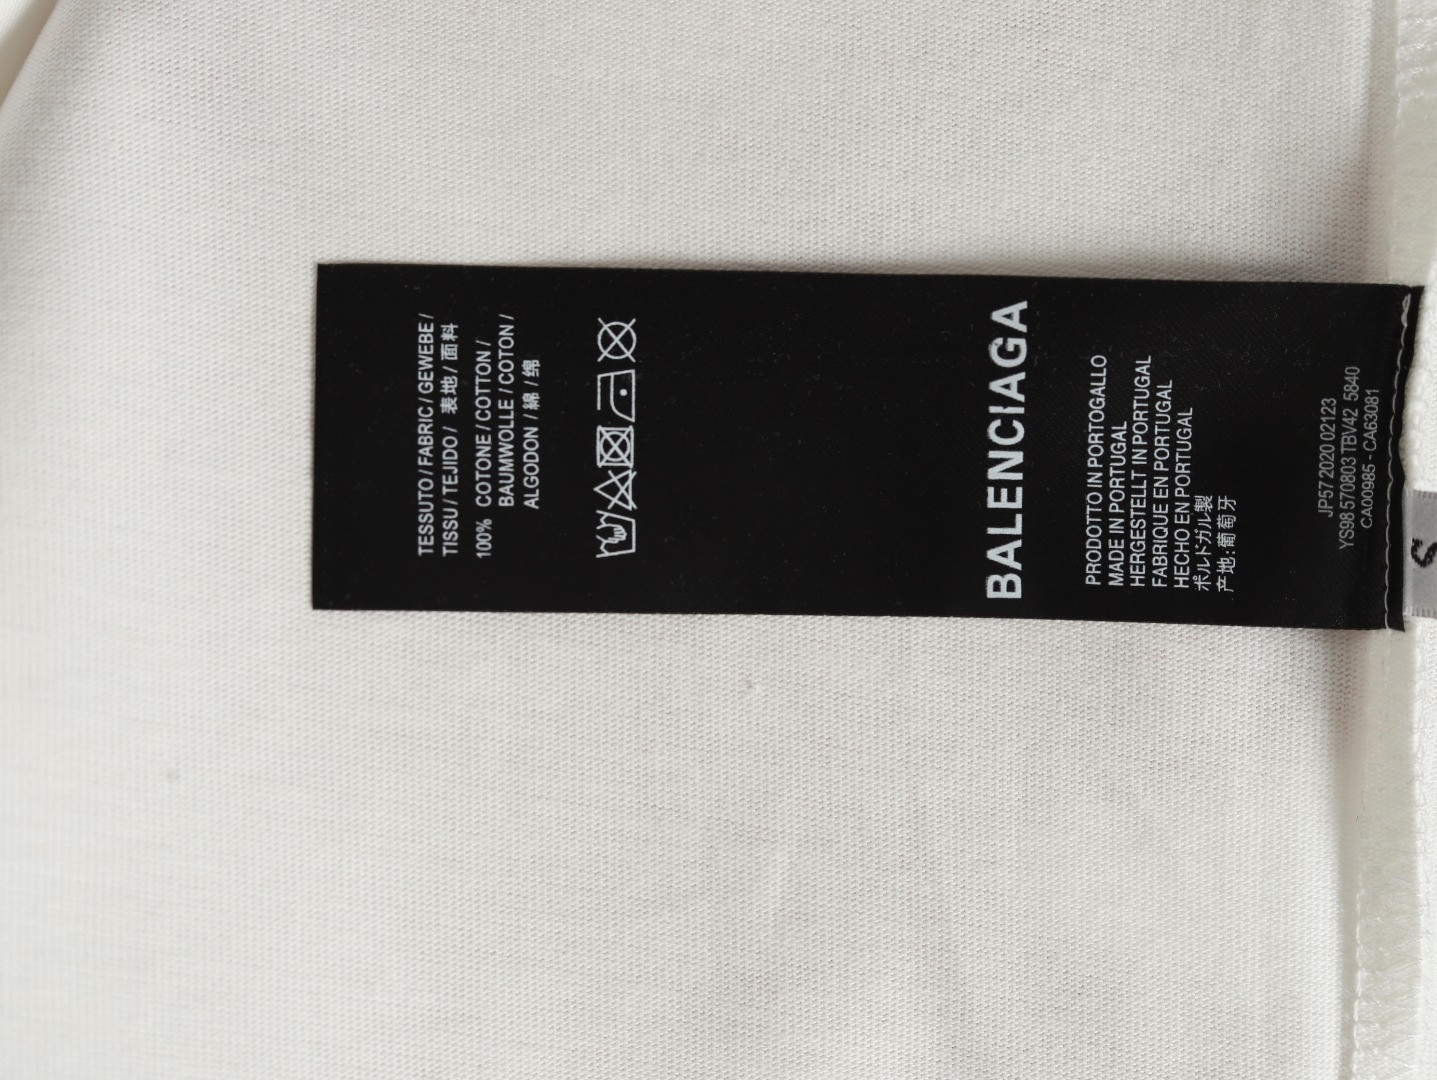 TESSUTO / FABRIC / GEWEBE /
TISSU / TEJIDO / 表地 / 面料
100% COTONE / COTTON /
BAUMWOLLE / COTON /
ALGODON / 綿 / 绵
BALENCIAGA
PRODOTTO IN PORTOGALLO
MADE IN PORTUGAL
HERGESTELLT IN PORTUGAL
FABRIQUE EN PORTUGAL
HECHO EN PORTUGAL
ポルトガル製
产地:葡萄牙
JP57 2020 02123
YS98 570803 TBV42 5840
CA00985 - CA63081
S